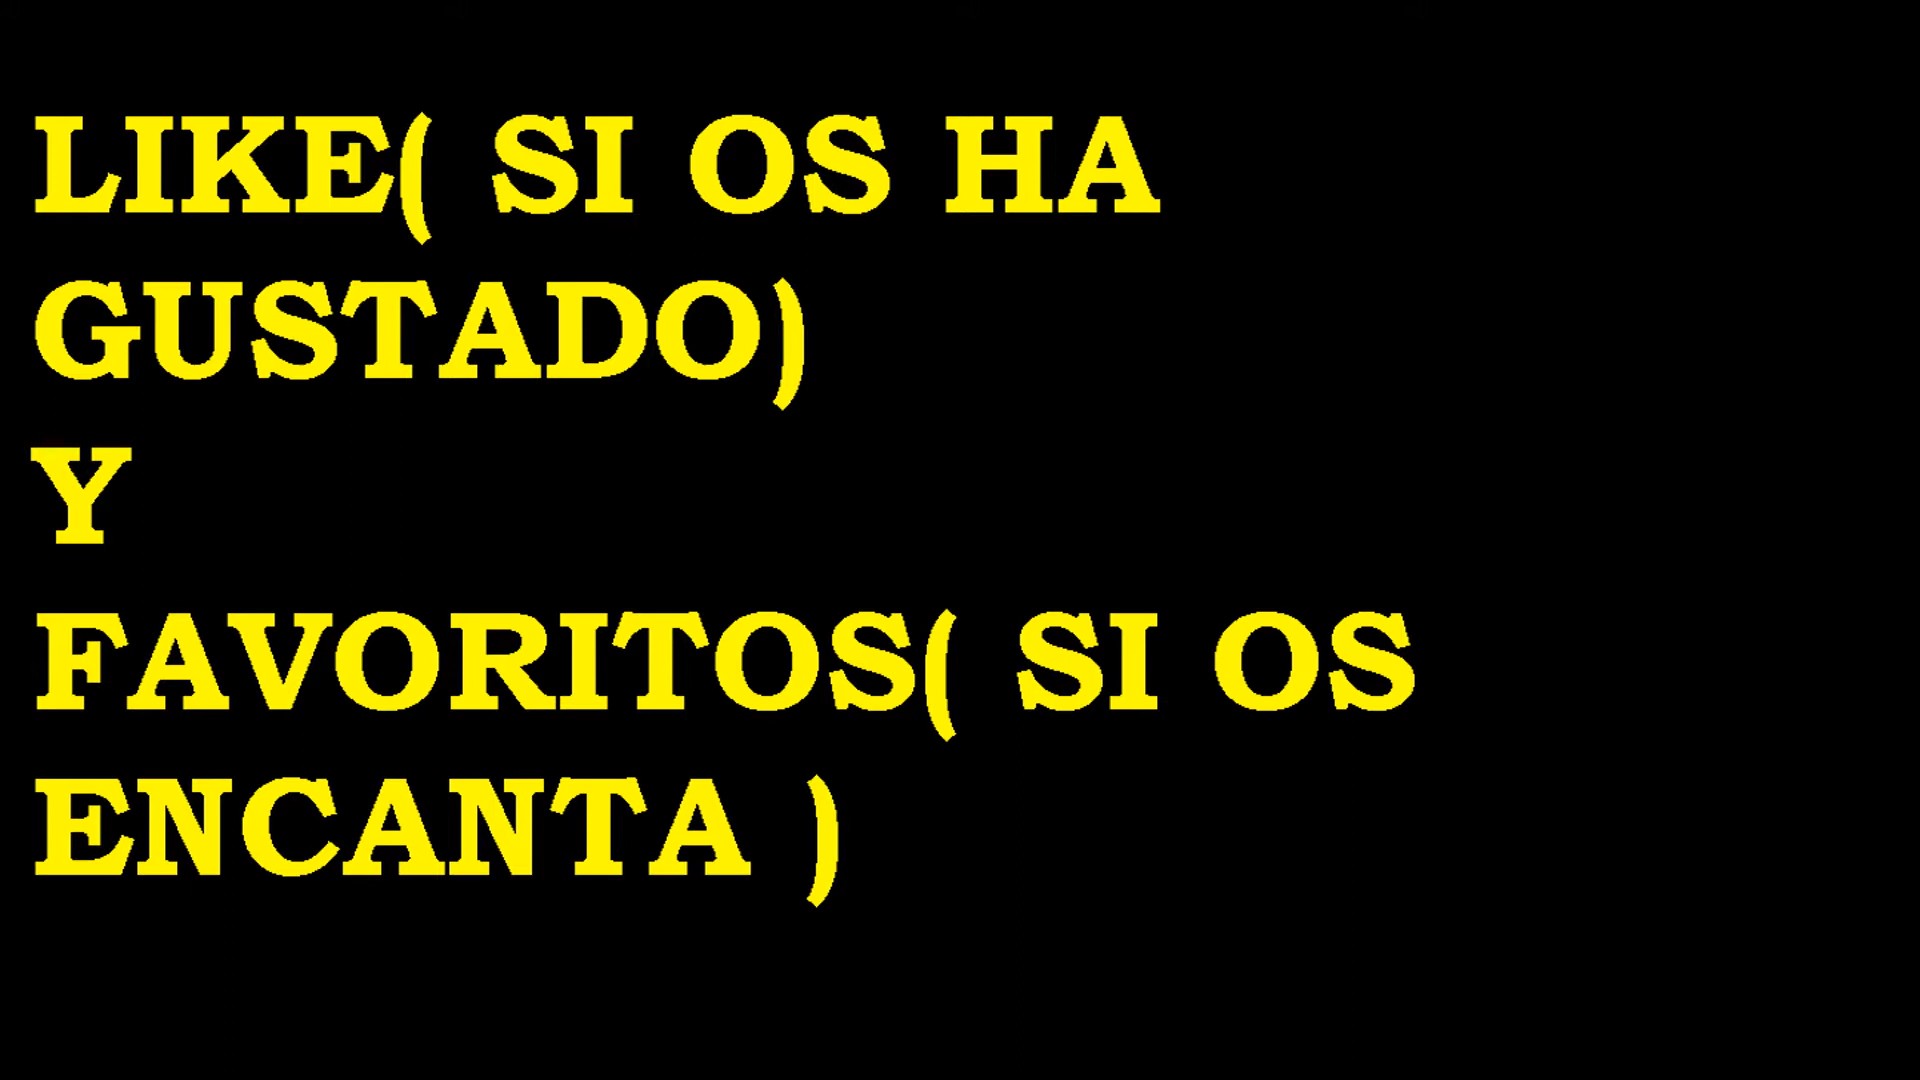 LIKE( SI OS HA
GUSTADO)
Y
FAVORITOS( SI OS
ENCANTA )